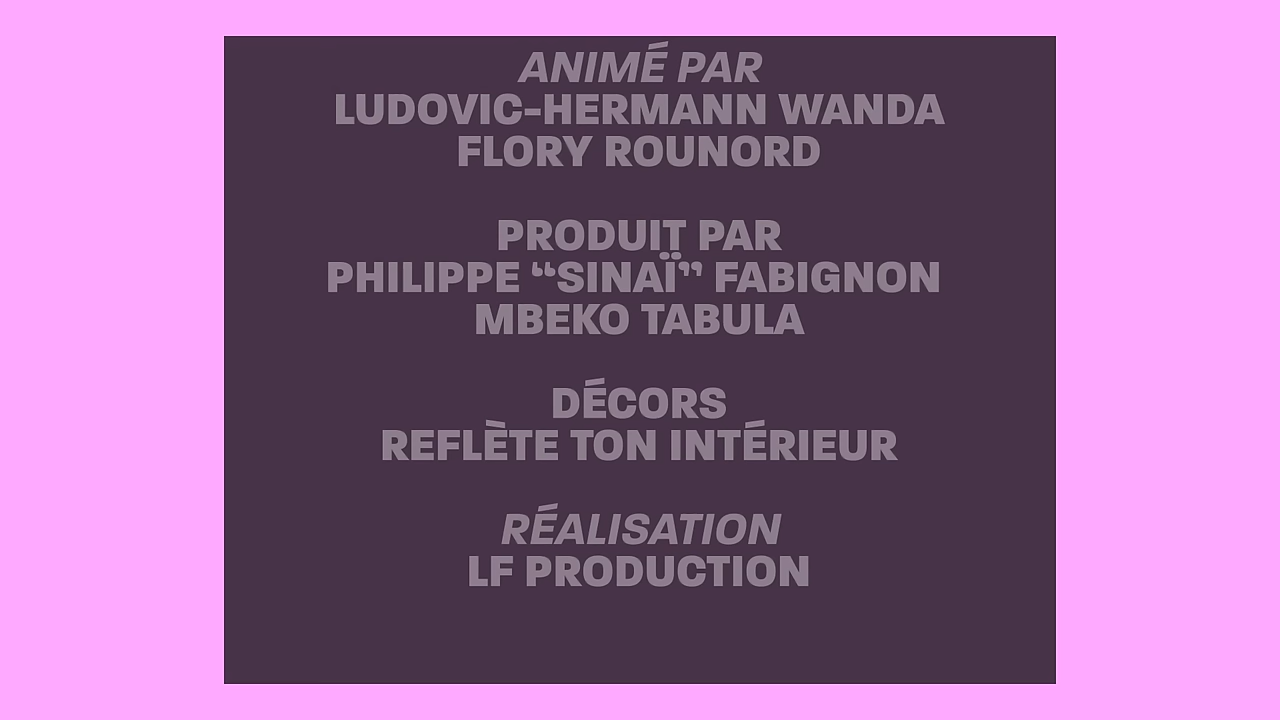 ANIMÉ PAR
LUDOVIC-HERMANN WANDA
FLORY ROUNORD
PRODUIT PAR
PHILIPPE “SINAÏ” FABIGNON
MBEKO TABULA
DÉCORS
REFLÈTE TON INTÉRIEUR
RÉALISATION
LF PRODUCTION